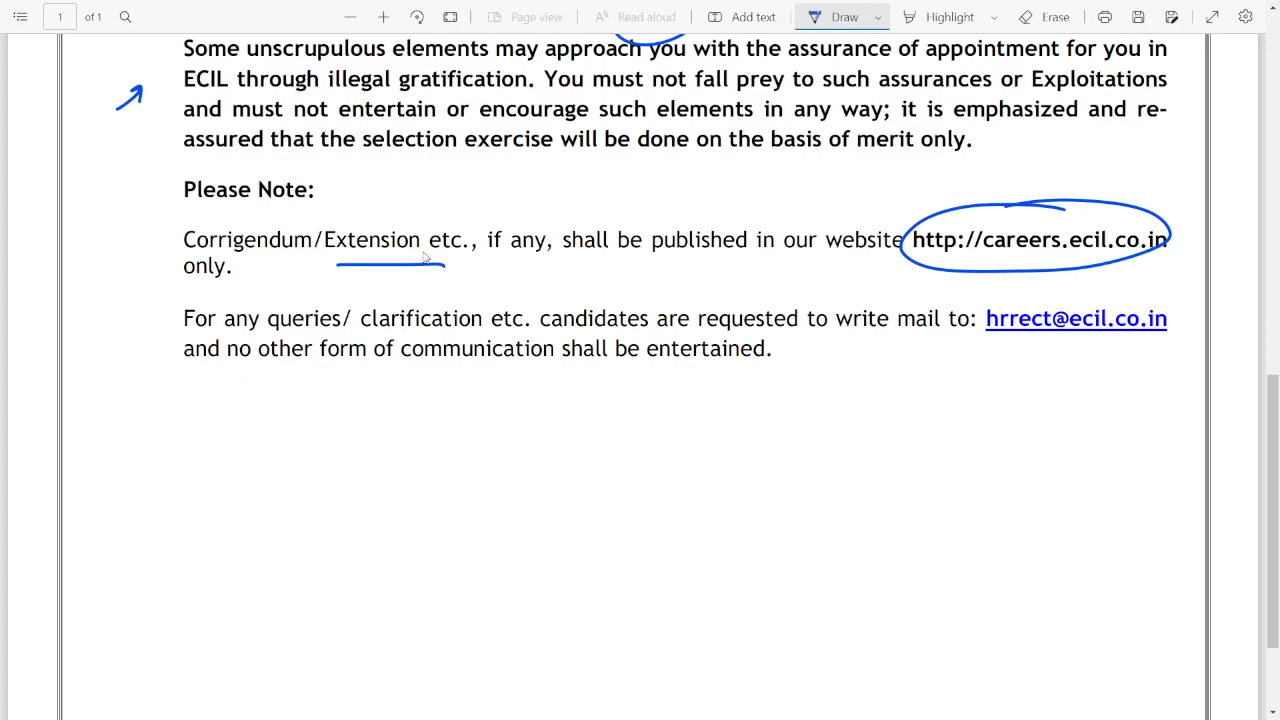 1 of 1 Page view Read aloud Add text Draw Highlight Erase
Some unscrupulous elements may approach you with the assurance of appointment for you in
ECIL through illegal gratification. You must not fall prey to such assurances or Exploitations
and must not entertain or encourage such elements in any way; it is emphasized and re-
assured that the selection exercise will be done on the basis of merit only.
Please Note:
Corrigendum/Extension etc., if any, shall be published in our website http://careers.ecil.co.in
only.
For any queries/ clarification etc. candidates are requested to write mail to: hrrect@ecil.co.in
and no other form of communication shall be entertained.